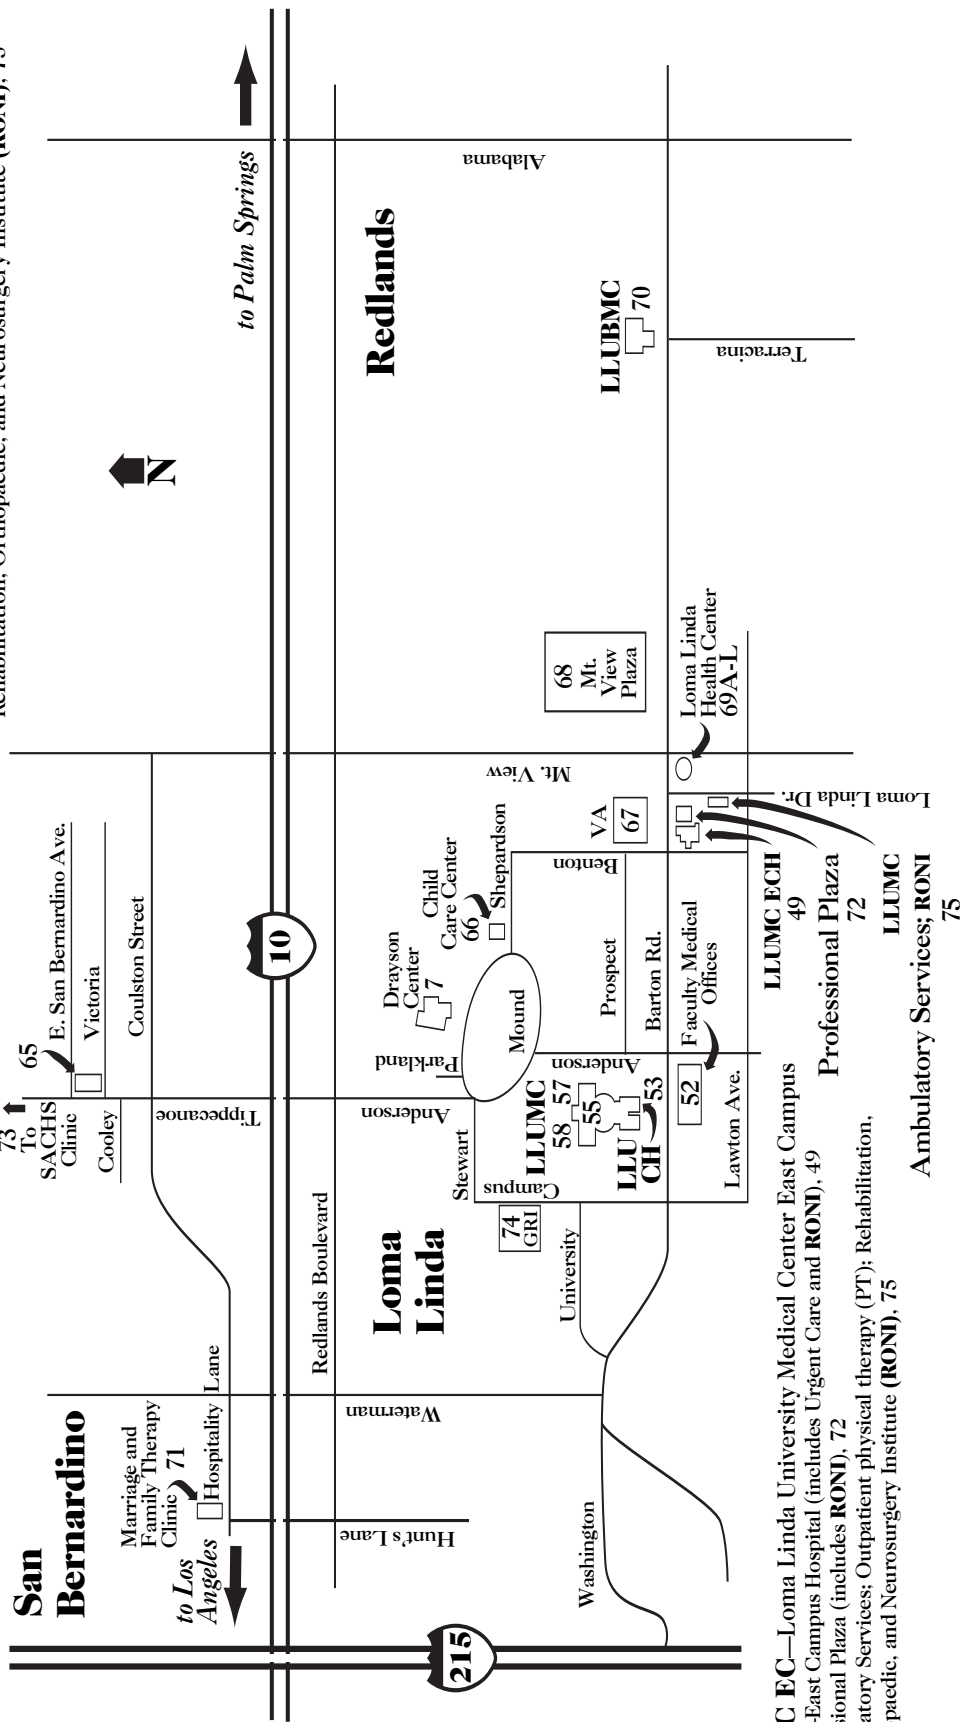 Rehabilitation, Orthopaedic, and Neurosurgery Institute (RONI), 75
San
Bernardino
to Los
Angeles
Marriage and
Family Therapy
Clinic
71
Hospitality Lane
Hunt's Lane
215
Waterman
Washington
Redlands Boulevard
Loma
Linda
University
73
To
SACHS
Clinic
Cooley
65
E. San Bernardino Ave.
Victoria
Coulston Street
Tippecanoe
10
Anderson
Stewart
Campus
74
GRI
Parkland
Drayson
Center
7
Mound
Child
Care Center
66
Shepardson
LLUMC
58
57
55
LLU
CH
53
Anderson
Prospect
Barton Rd.
Benton
VA
67
52
Faculty Medical
Offices
Lawton Ave.
Mt. View
68
Mt.
View
Plaza
Loma Linda
Health Center
69A-L
Loma Linda Dr.
N
to Palm Springs
Redlands
Alabama
LLUBMC
70
Terracina
LLUMC ECH
49
Professional Plaza
72
LLUMC
Ambulatory Services; RONI
75
C EC—Loma Linda University Medical Center East Campus
-East Campus Hospital (includes Urgent Care and RONI), 49
sional Plaza (includes RONI), 72
atory Services; Outpatient physical therapy (PT); Rehabilitation,
paedic, and Neurosurgery Institute (RONI), 75